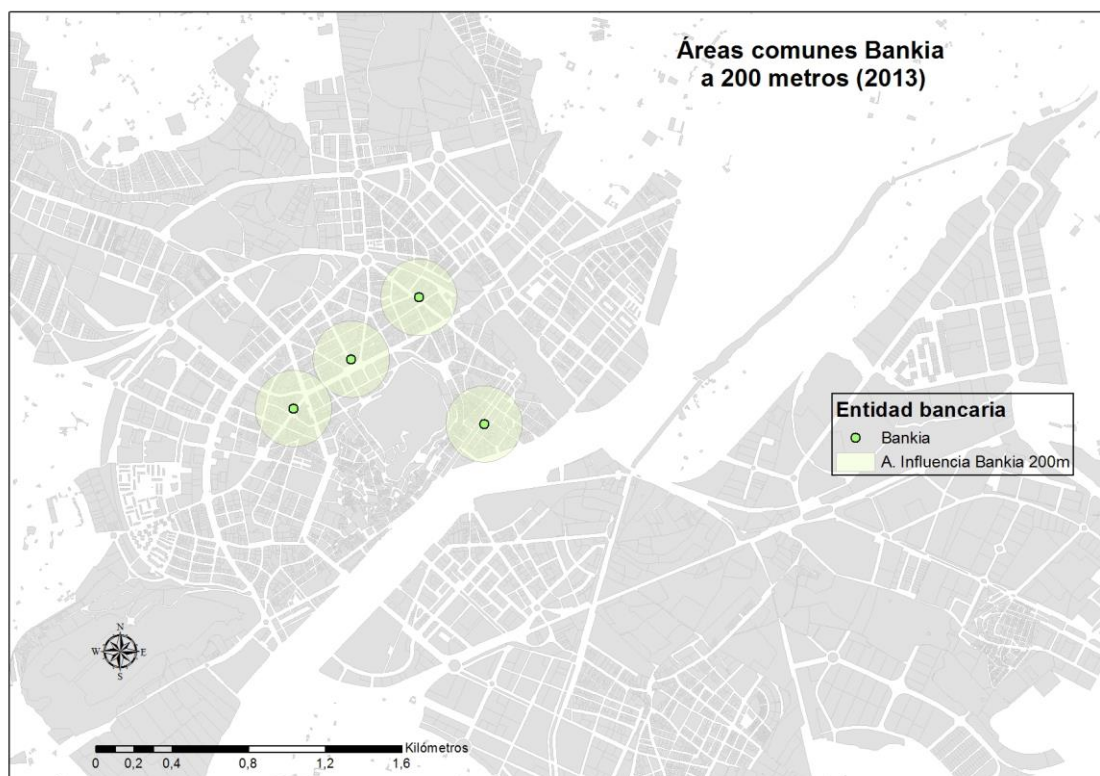 Áreas comunes Bankia
a 200 metros (2013)
Entidad bancaria
Bankia
A. Influencia Bankia 200m
N
W E
S
Kilómetros
0 0,2 0,4 0,8 1,2 1,6